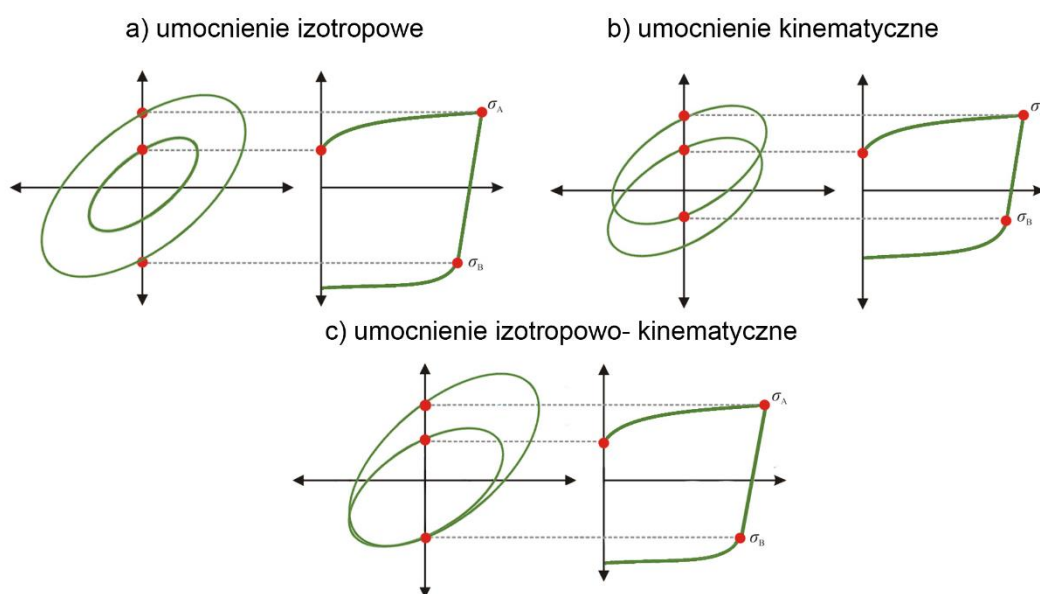 a) umocnienie izotropowe
b) umocnienie kinematyczne
σA
σ
σB
σB
c) umocnienie izotropowo- kinematyczne
σA
σB